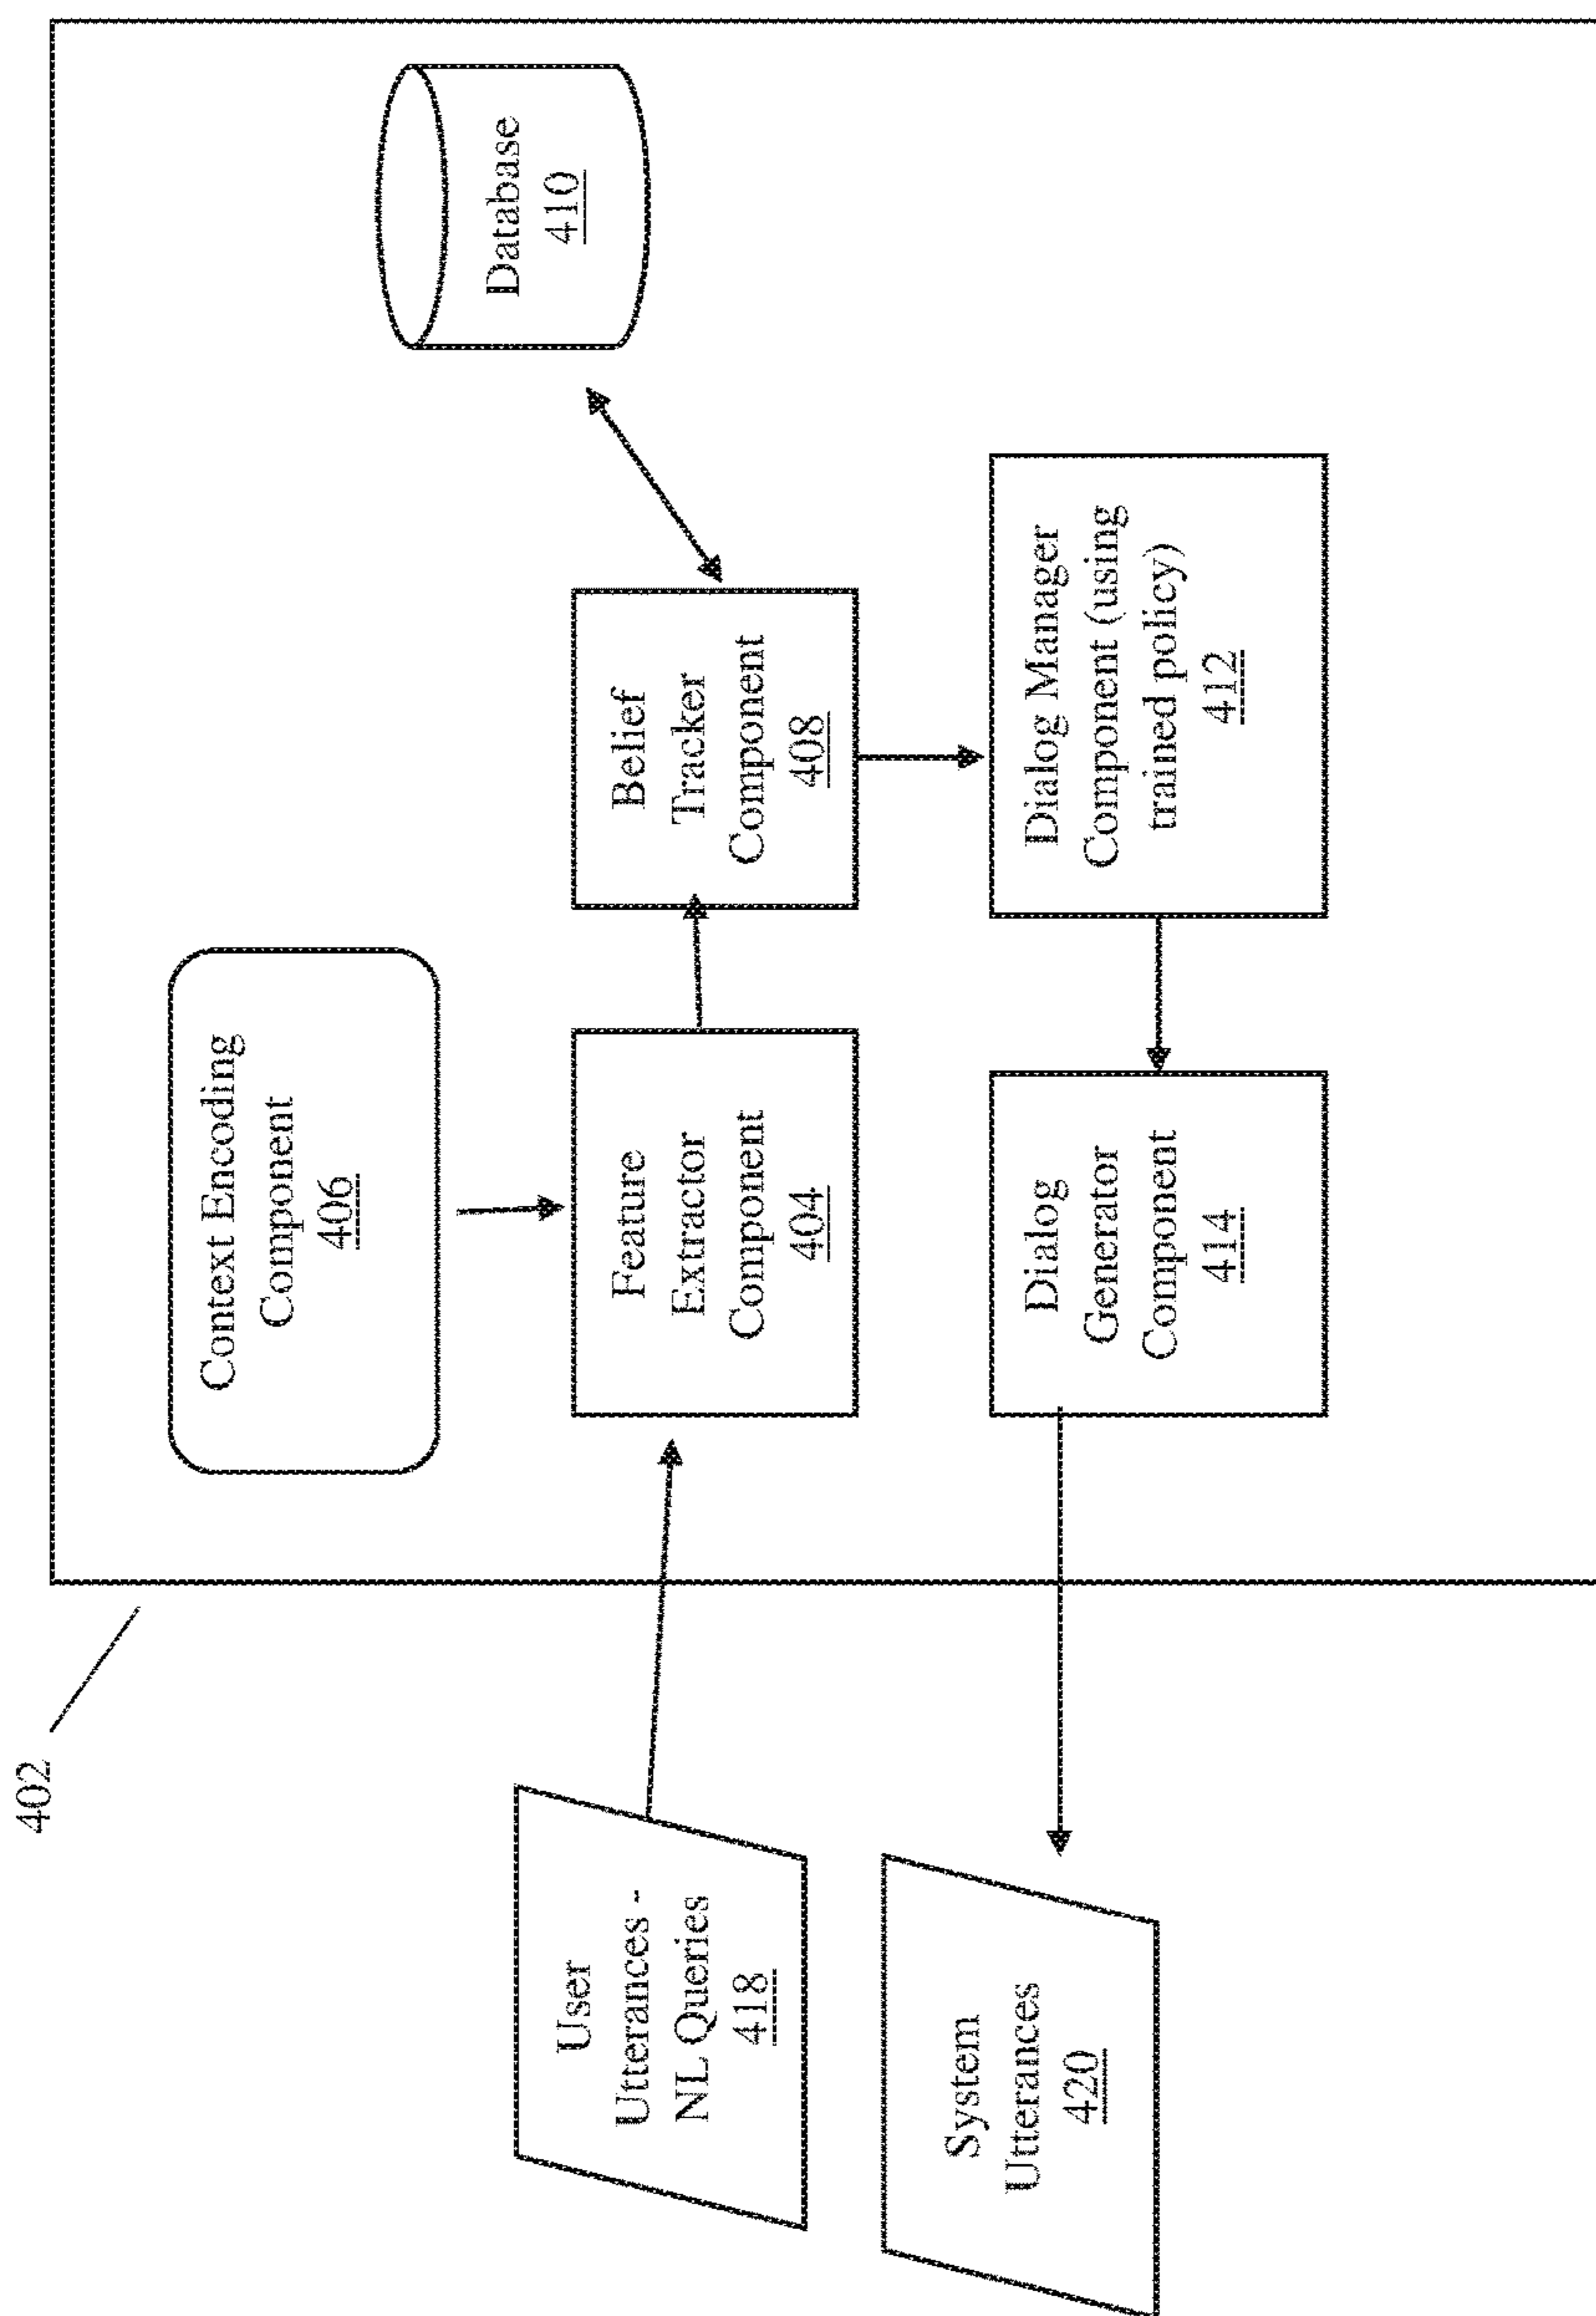 402
Context Encoding
Component
406
Database
410
User
Utterances -
NL Queries
418
Feature
Extractor
Component
404
Belief
Tracker
Component
408
System
Utterances
420
Dialog
Generator
Component
414
Dialog Manager
Component (using
trained policy)
412